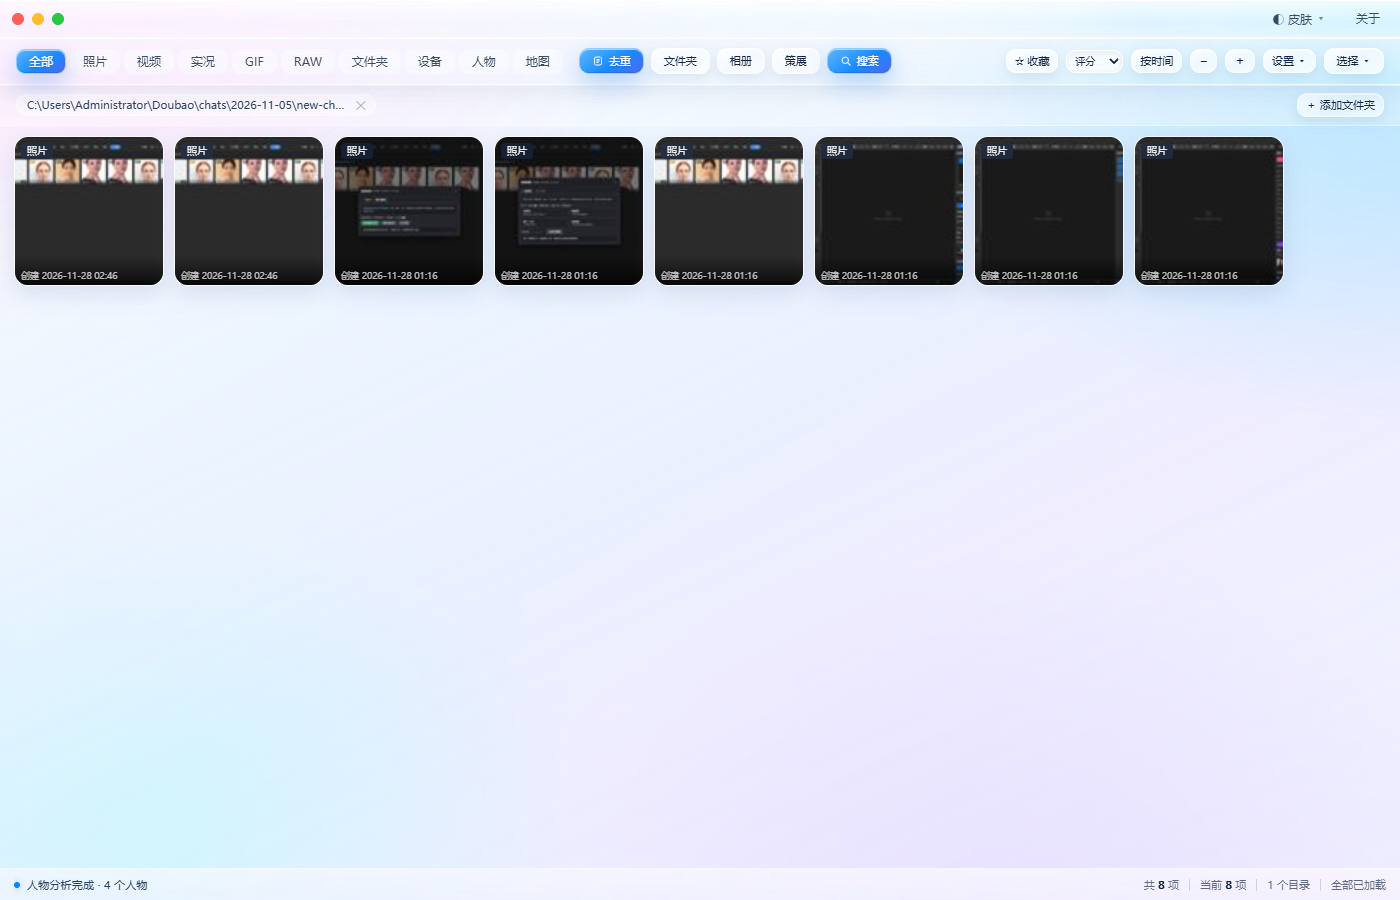 皮肤 关于
全部 照片 视频 实况 GIF RAW 文件夹 设备 人物 地图 去重 文件夹 相册 策展 搜索 ☆ 收藏 评分 按时间 − + 设置 选择
C:\Users\Administrator\Doubao\chats\2026-11-05\new-ch... + 添加文件夹
照片 照片 照片 照片 照片 照片 照片 照片
创建 2026-11-28 02:46 创建 2026-11-28 02:46 创建 2026-11-28 01:16 创建 2026-11-28 01:16 创建 2026-11-28 01:16 创建 2026-11-28 01:16 创建 2026-11-28 01:16 创建 2026-11-28 01:16
人物分析完成 · 4 个人物 共 8 项 当前 8 项 1 个目录 全部已加载